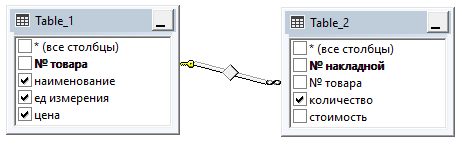 Table_1
* (все столбцы)
№ товара
наименование
ед измерения
цена
Table_2
* (все столбцы)
№ накладной
№ товара
количество
стоимость